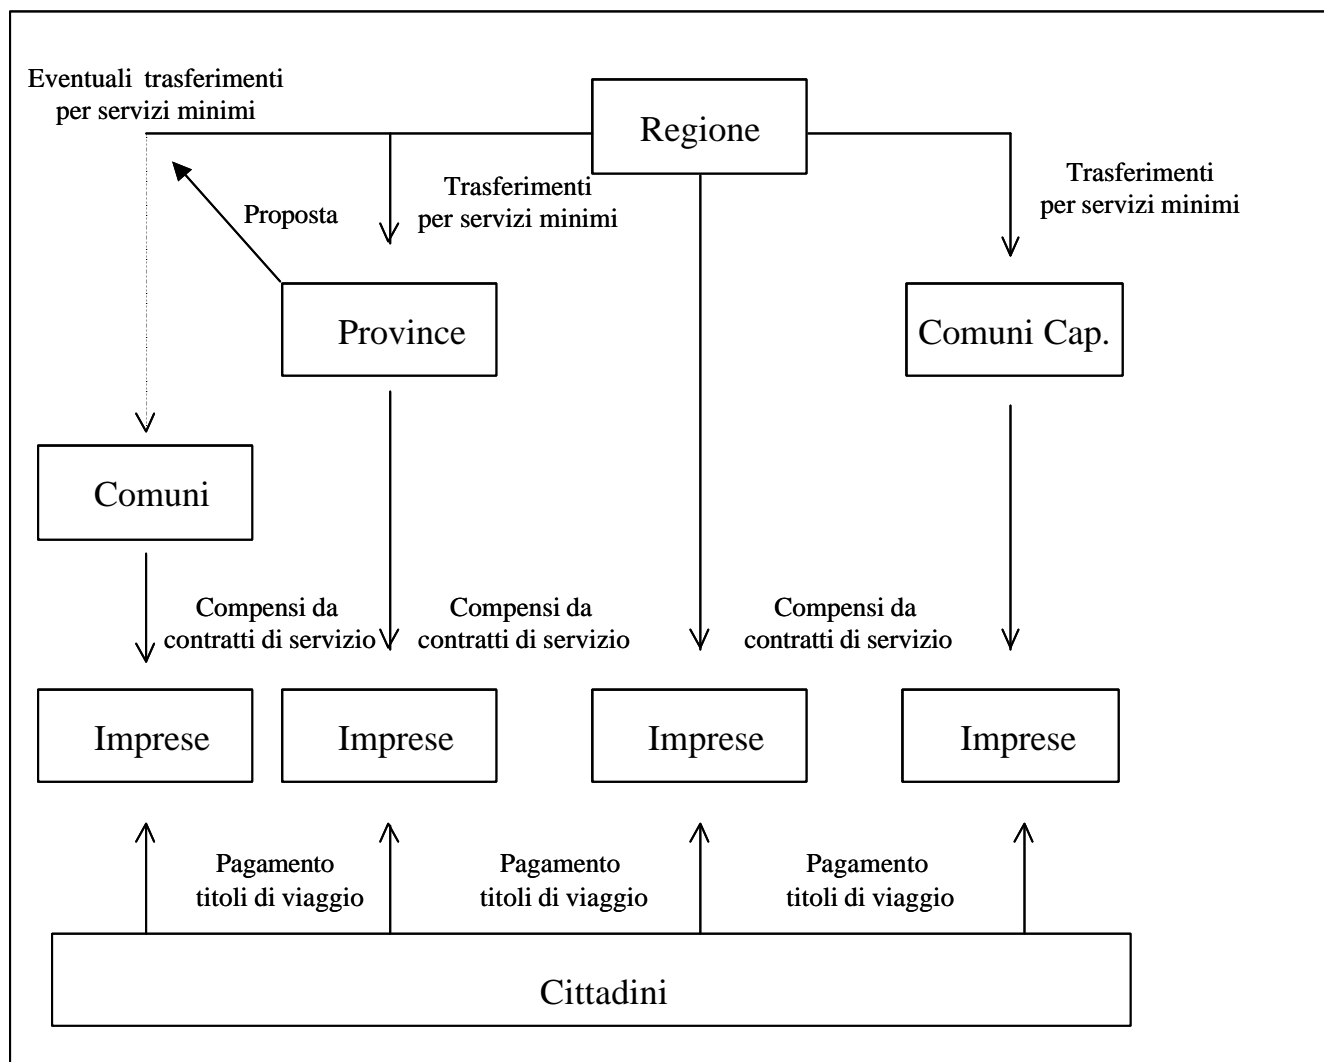 Eventuali trasferimenti
per servizi minimi
Regione
Trasferimenti
per servizi minimi
Trasferimenti
per servizi minimi
Proposta
Province
Comuni Cap.
Comuni
Compensi da
contratti di servizio
Compensi da
contratti di servizio
Compensi da
contratti di servizio
Imprese
Imprese
Imprese
Imprese
Pagamento
titoli di viaggio
Pagamento
titoli di viaggio
Pagamento
titoli di viaggio
Cittadini